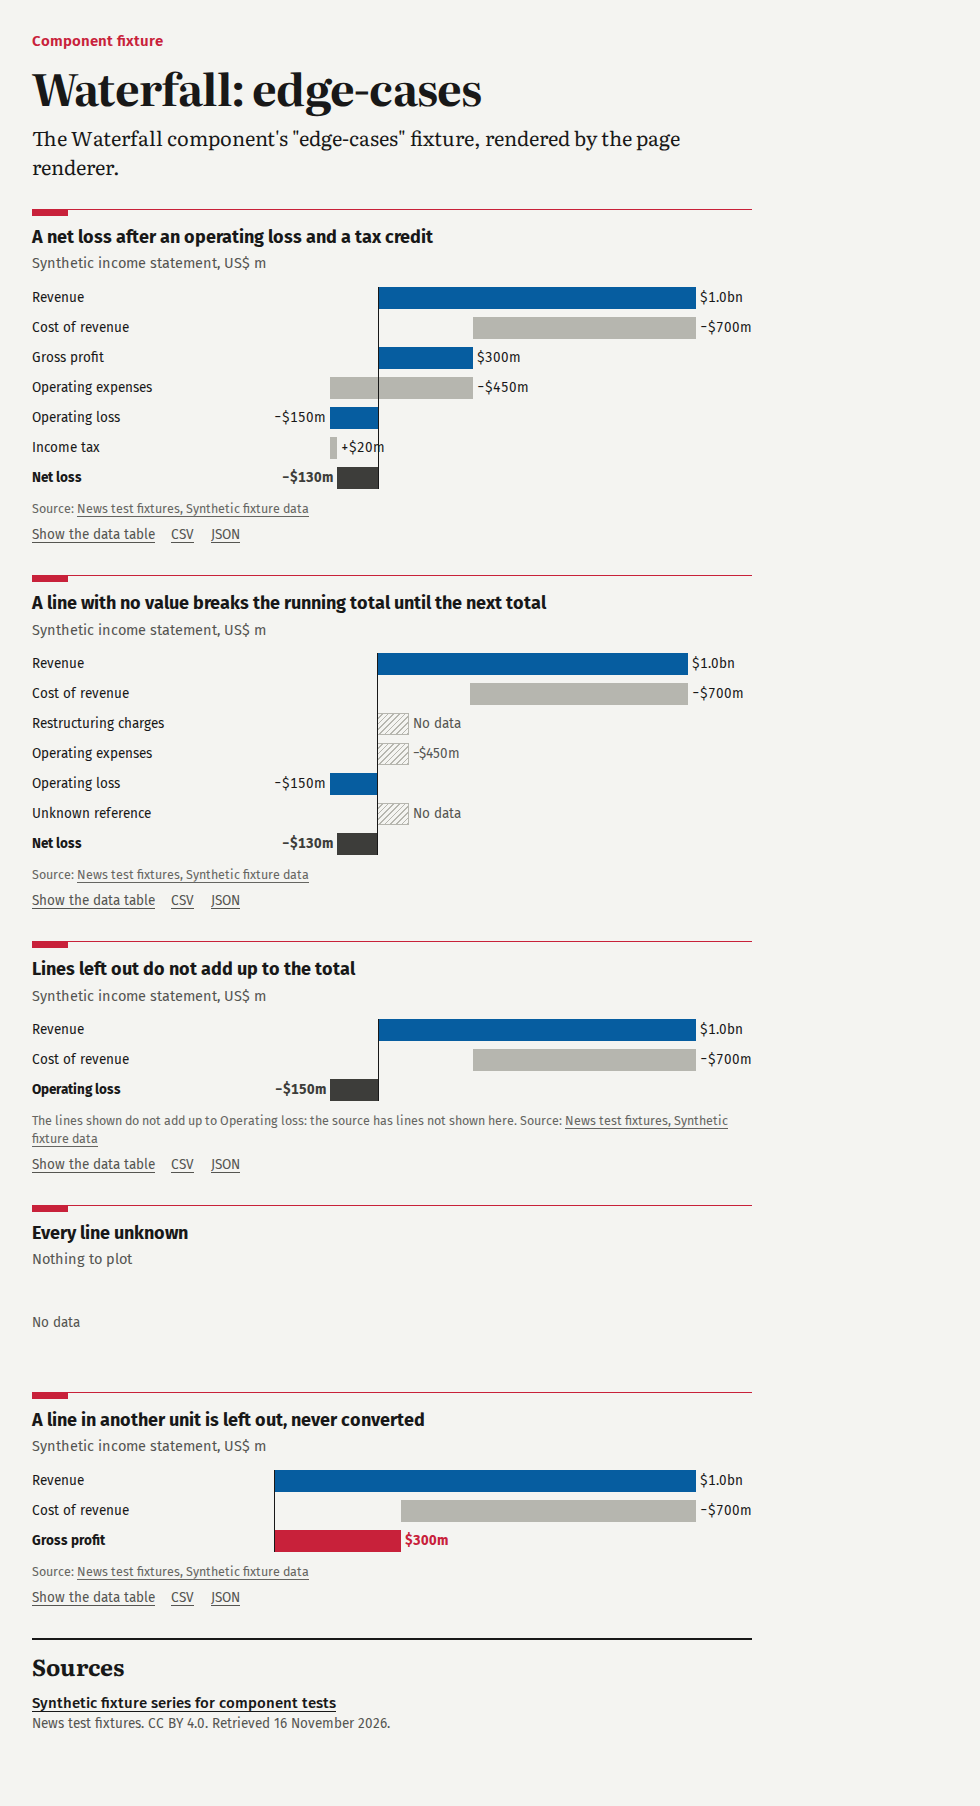 Component fixture
Waterfall: edge-cases
The Waterfall component's "edge-cases" fixture, rendered by the page
renderer.
A net loss after an operating loss and a tax credit
Synthetic income statement, US$ m
Revenue $1.0bn
Cost of revenue −$700m
Gross profit $300m
Operating expenses −$450m
Operating loss −$150m
Income tax +$20m
Net loss −$130m
Source: News test fixtures, Synthetic fixture data
Show the data table CSV JSON
A line with no value breaks the running total until the next total
Synthetic income statement, US$ m
Revenue $1.0bn
Cost of revenue −$700m
Restructuring charges No data
Operating expenses −$450m
Operating loss −$150m
Unknown reference No data
Net loss −$130m
Source: News test fixtures, Synthetic fixture data
Show the data table CSV JSON
Lines left out do not add up to the total
Synthetic income statement, US$ m
Revenue $1.0bn
Cost of revenue −$700m
Operating loss −$150m
The lines shown do not add up to Operating loss: the source has lines not shown here. Source: News test fixtures, Synthetic
fixture data
Show the data table CSV JSON
Every line unknown
Nothing to plot
No data
A line in another unit is left out, never converted
Synthetic income statement, US$ m
Revenue $1.0bn
Cost of revenue −$700m
Gross profit $300m
Source: News test fixtures, Synthetic fixture data
Show the data table CSV JSON
Sources
Synthetic fixture series for component tests
News test fixtures. CC BY 4.0. Retrieved 16 November 2026.